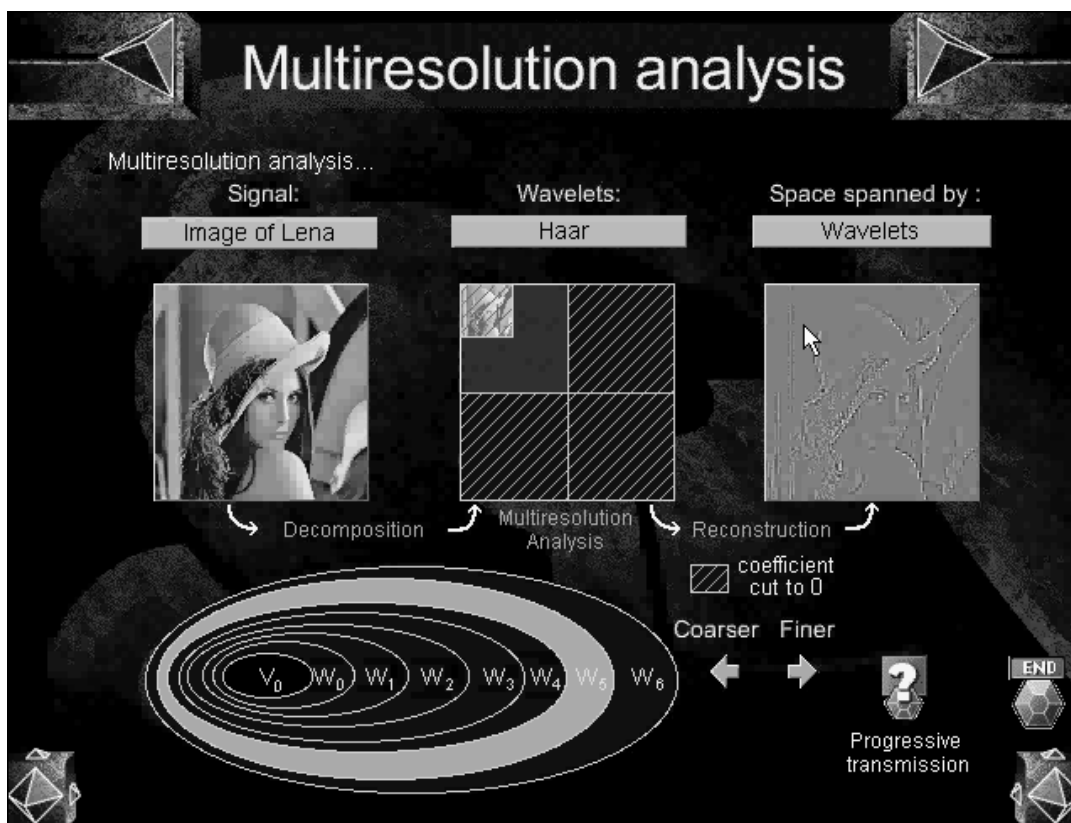 Multiresolution analysis
Multiresolution analysis...
Signal:
Wavelets:
Space spanned by :
Image of Lena
Haar
Wavelets
Decomposition
Multiresolution
Analysis
Reconstruction
coefficient
cut to 0
Coarser Finer
V₀ W₀ W₁ W₂ W₃ W₄ W₅ W₆
?
END
Progressive
transmission